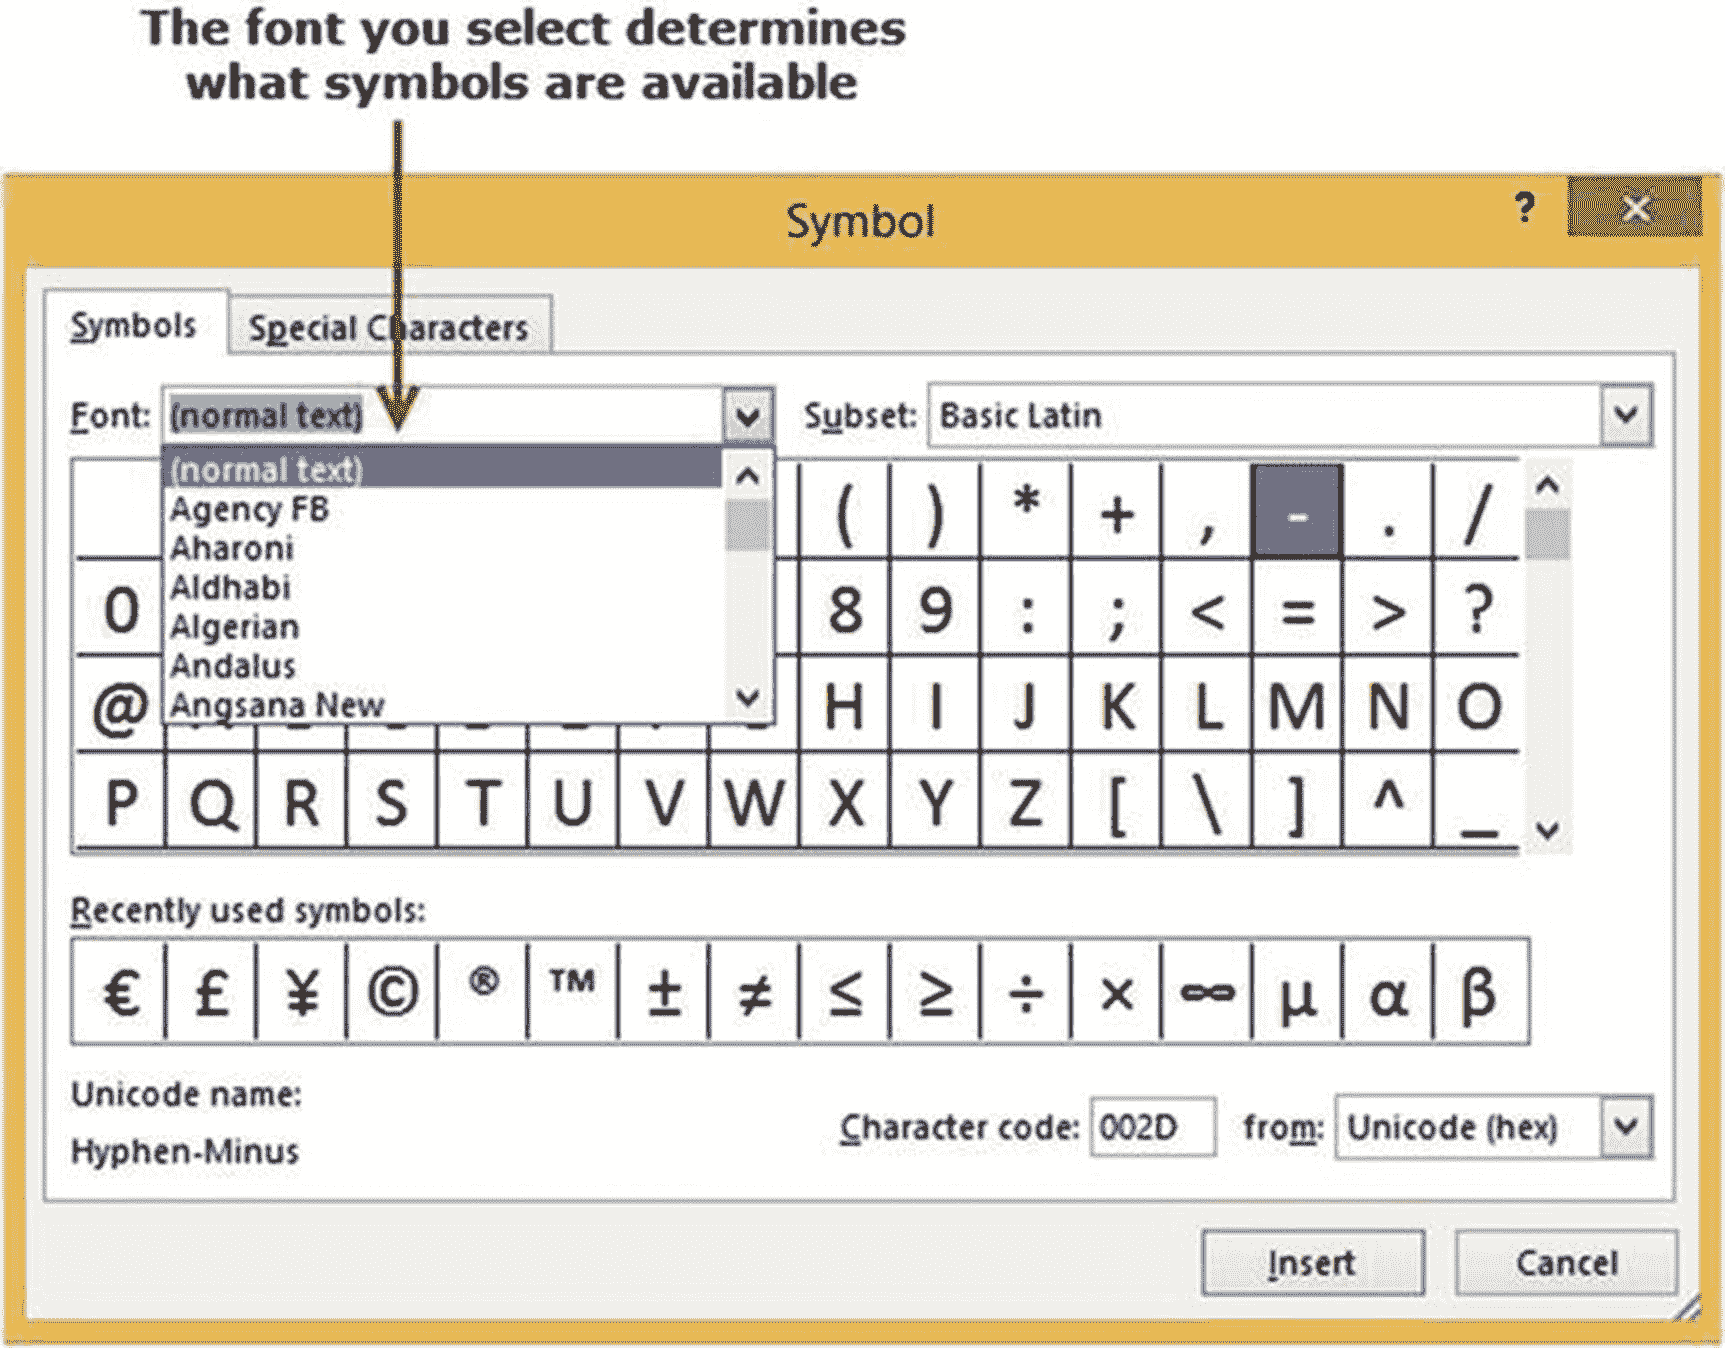 The font you select determines
what symbols are available
Symbol ?
Symbols Special Characters
Font: (normal text) Subset: Basic Latin
(normal text)
Agency FB
Aharoni
Aldhabi
Algerian
Andalus
Angsana New
( ) * + , - . /
0 8 9 : ; < = > ?
@ H I J K L M N O
P Q R S T U V W X Y Z [ \ ] ^ _
Recently used symbols:
€ £ ¥ © ® ™ ± ≠ ≤ ≥ ÷ × ∞ µ α β
Unicode name:
Hyphen-Minus
Character code: 002D from: Unicode (hex)
Insert Cancel